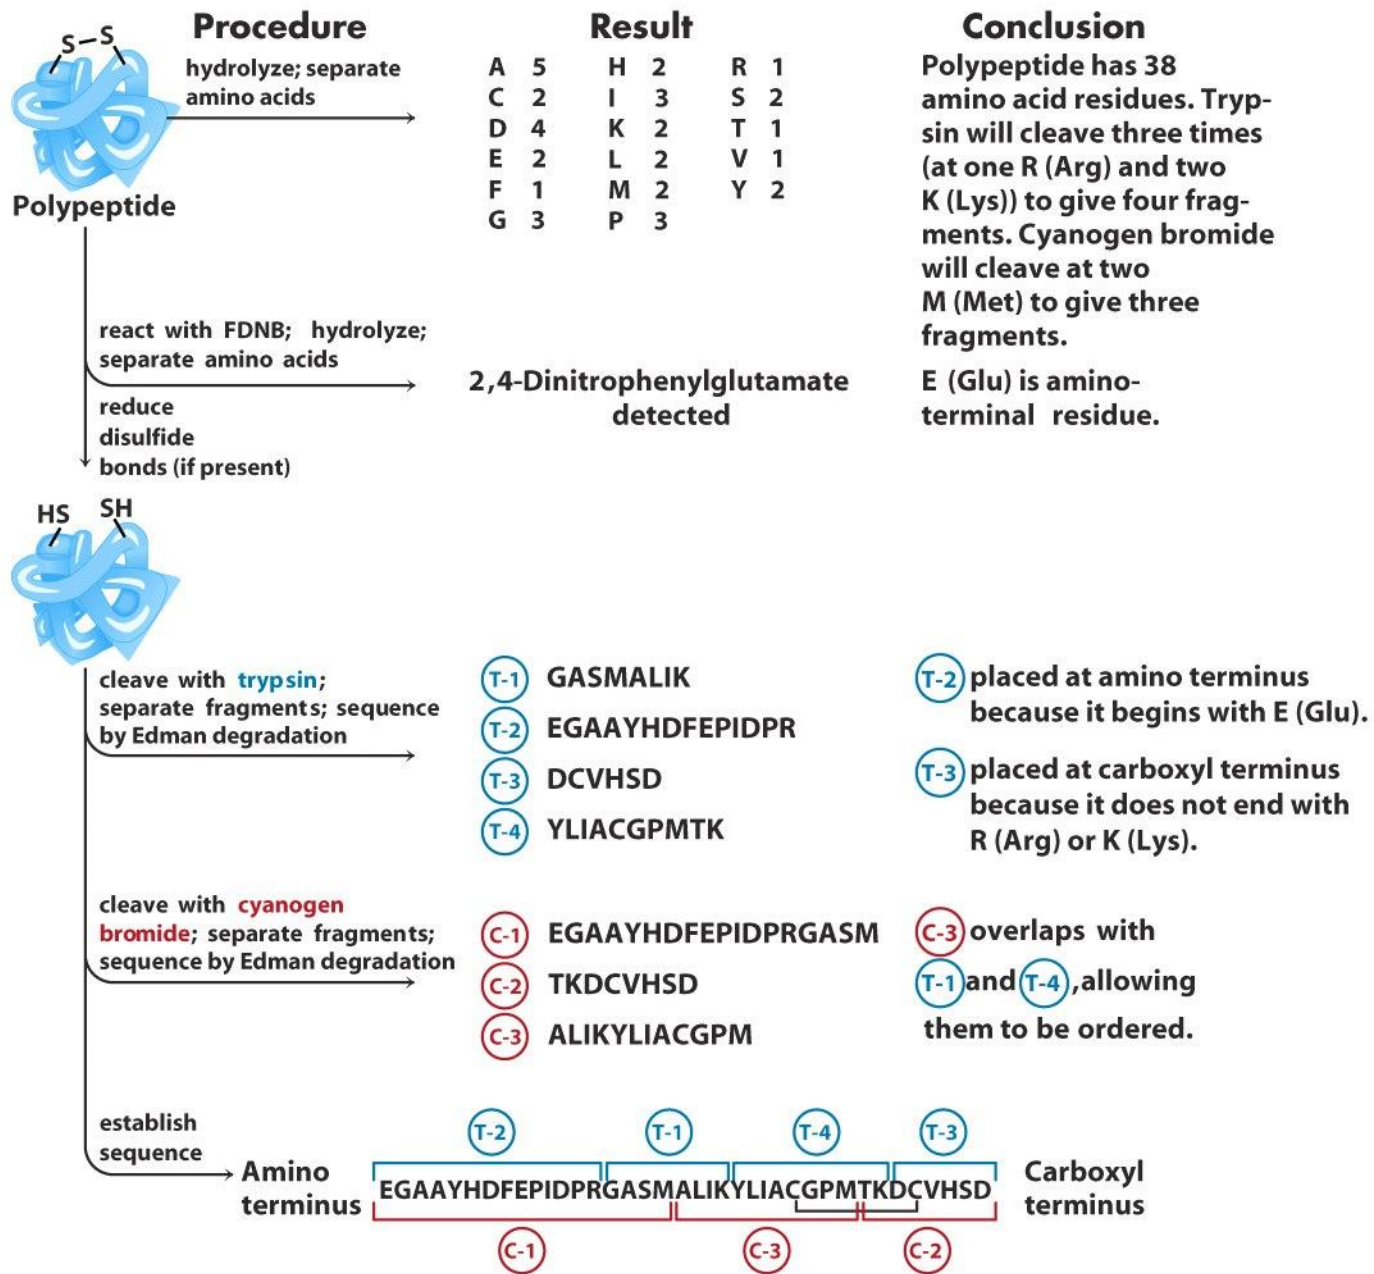 Procedure
Result
Conclusion
S–S
Polypeptide
hydrolyze; separate
amino acids
A 5 H 2 R 1
C 2 I 3 S 2
D 4 K 2 T 1
E 2 L 2 V 1
F 1 M 2 Y 2
G 3 P 3
Polypeptide has 38
amino acid residues. Tryp-
sin will cleave three times
(at one R (Arg) and two
K (Lys)) to give four frag-
ments. Cyanogen bromide
will cleave at two
M (Met) to give three
fragments.
react with FDNB; hydrolyze;
separate amino acids
2,4-Dinitrophenylglutamate
detected
E (Glu) is amino-
terminal residue.
reduce
disulfide
bonds (if present)
HS SH
cleave with trypsin;
separate fragments; sequence
by Edman degradation
T-1 GASMALIK
T-2 EGAAYHDFEPIDPR
T-3 DCVHSD
T-4 YLIACGPMTK
T-2 placed at amino terminus
because it begins with E (Glu).
T-3 placed at carboxyl terminus
because it does not end with
R (Arg) or K (Lys).
cleave with cyanogen
bromide; separate fragments;
sequence by Edman degradation
C-1 EGAAYHDFEPIDPRGASM
C-2 TKDCVHSD
C-3 ALIKYLIACGPM
C-3 overlaps with
T-1 and T-4, allowing
them to be ordered.
establish
sequence
T-2 T-1 T-4 T-3
Amino
terminus
EGAAYHDFEPIDPRGASMALIKYLIACGPMTKDCVHSD
Carboxyl
terminus
C-1 C-3 C-2